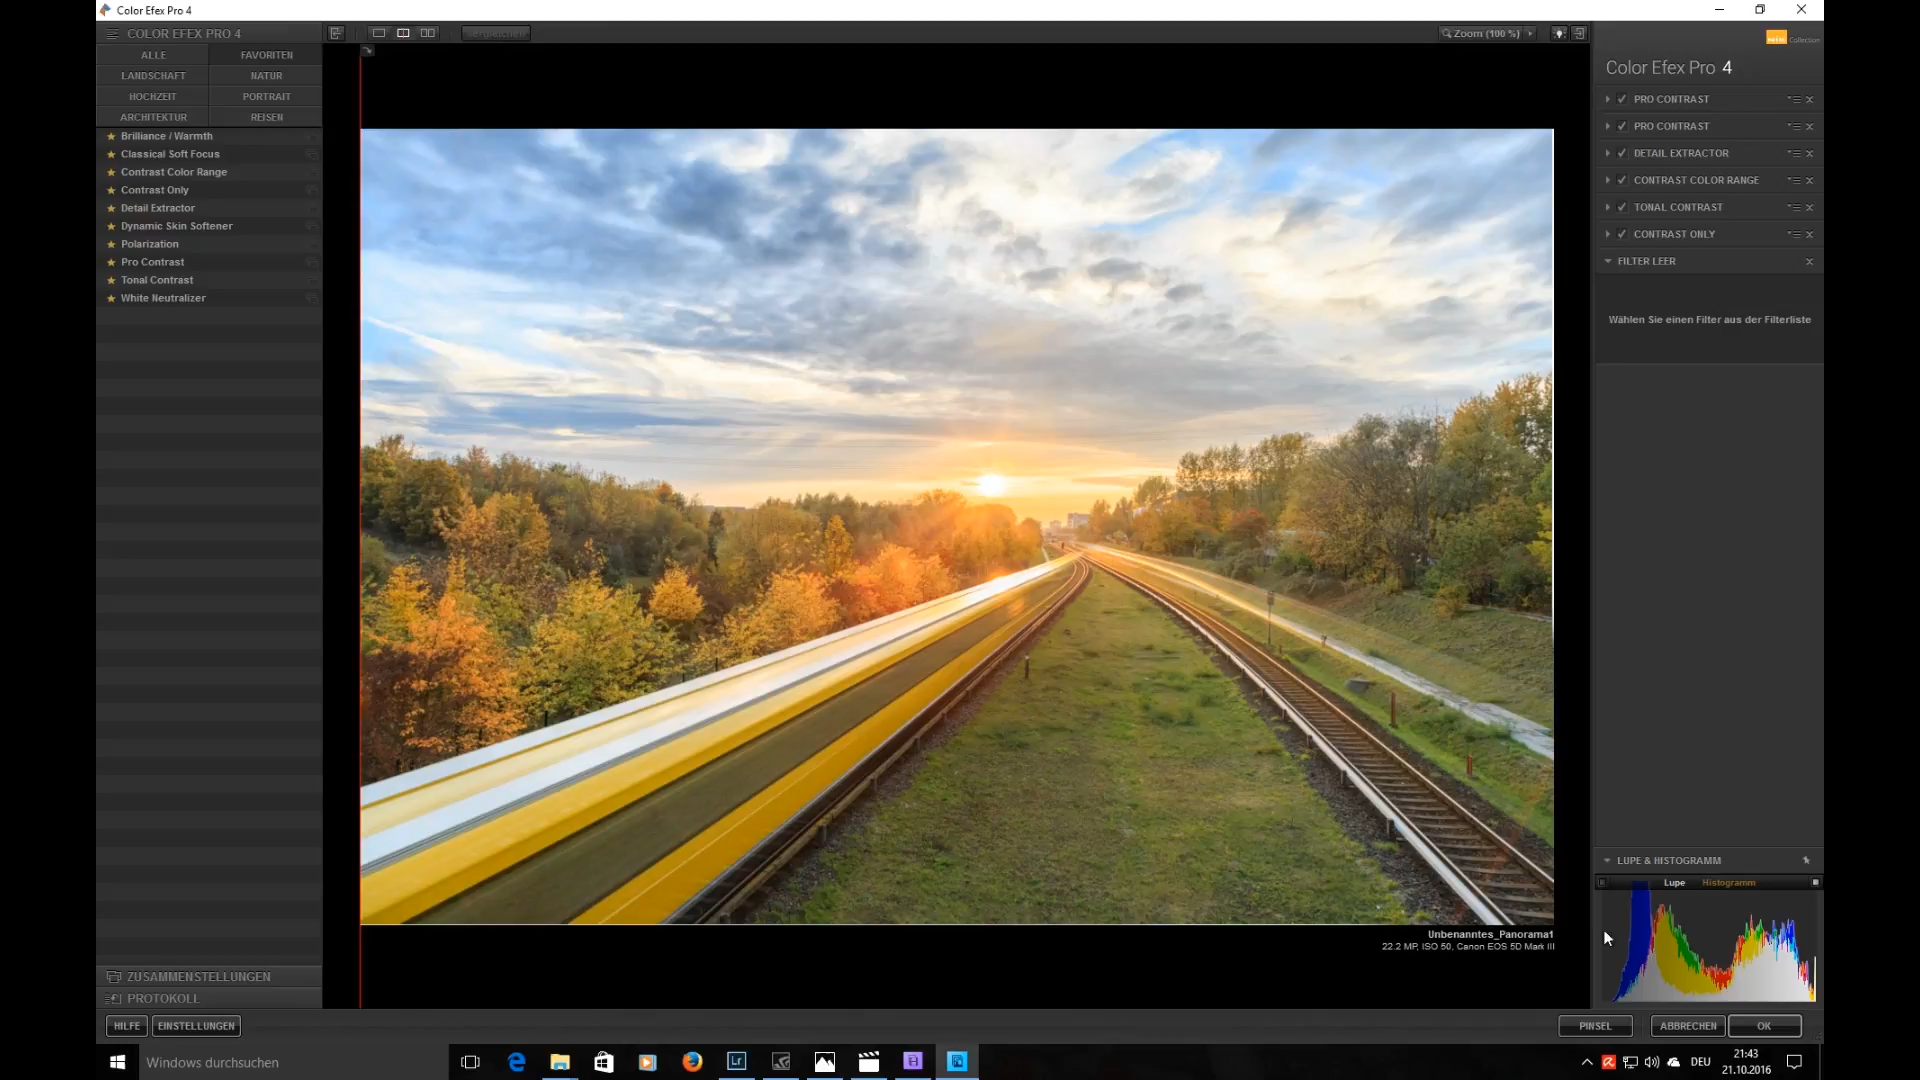 Color Efex Pro 4
COLOR EFEX PRO 4
Zoom (100 %)
ALLE
FAVORITEN
LANDSCHAFT
NATUR
HOCHZEIT
PORTRAIT
ARCHITEKTUR
REISEN
Brilliance / Warmth
Classical Soft Focus
Contrast Color Range
Contrast Only
Detail Extractor
Dynamic Skin Softener
Polarization
Pro Contrast
Tonal Contrast
White Neutralizer
ZUSAMMENSTELLUNGEN
PROTOKOLL
HILFE
EINSTELLUNGEN
Unbenanntes_Panorama1
22.2 MP, ISO 50, Canon EOS 5D Mark III
Collection
Color Efex Pro 4
PRO CONTRAST
PRO CONTRAST
DETAIL EXTRACTOR
CONTRAST COLOR RANGE
TONAL CONTRAST
CONTRAST ONLY
FILTER LEER
Wählen Sie einen Filter aus der Filterliste
LUPE & HISTOGRAMM
Lupe
Histogramm
PINSEL
ABBRECHEN
OK
Windows durchsuchen
Lr
DEU
21:43
21.10.2016